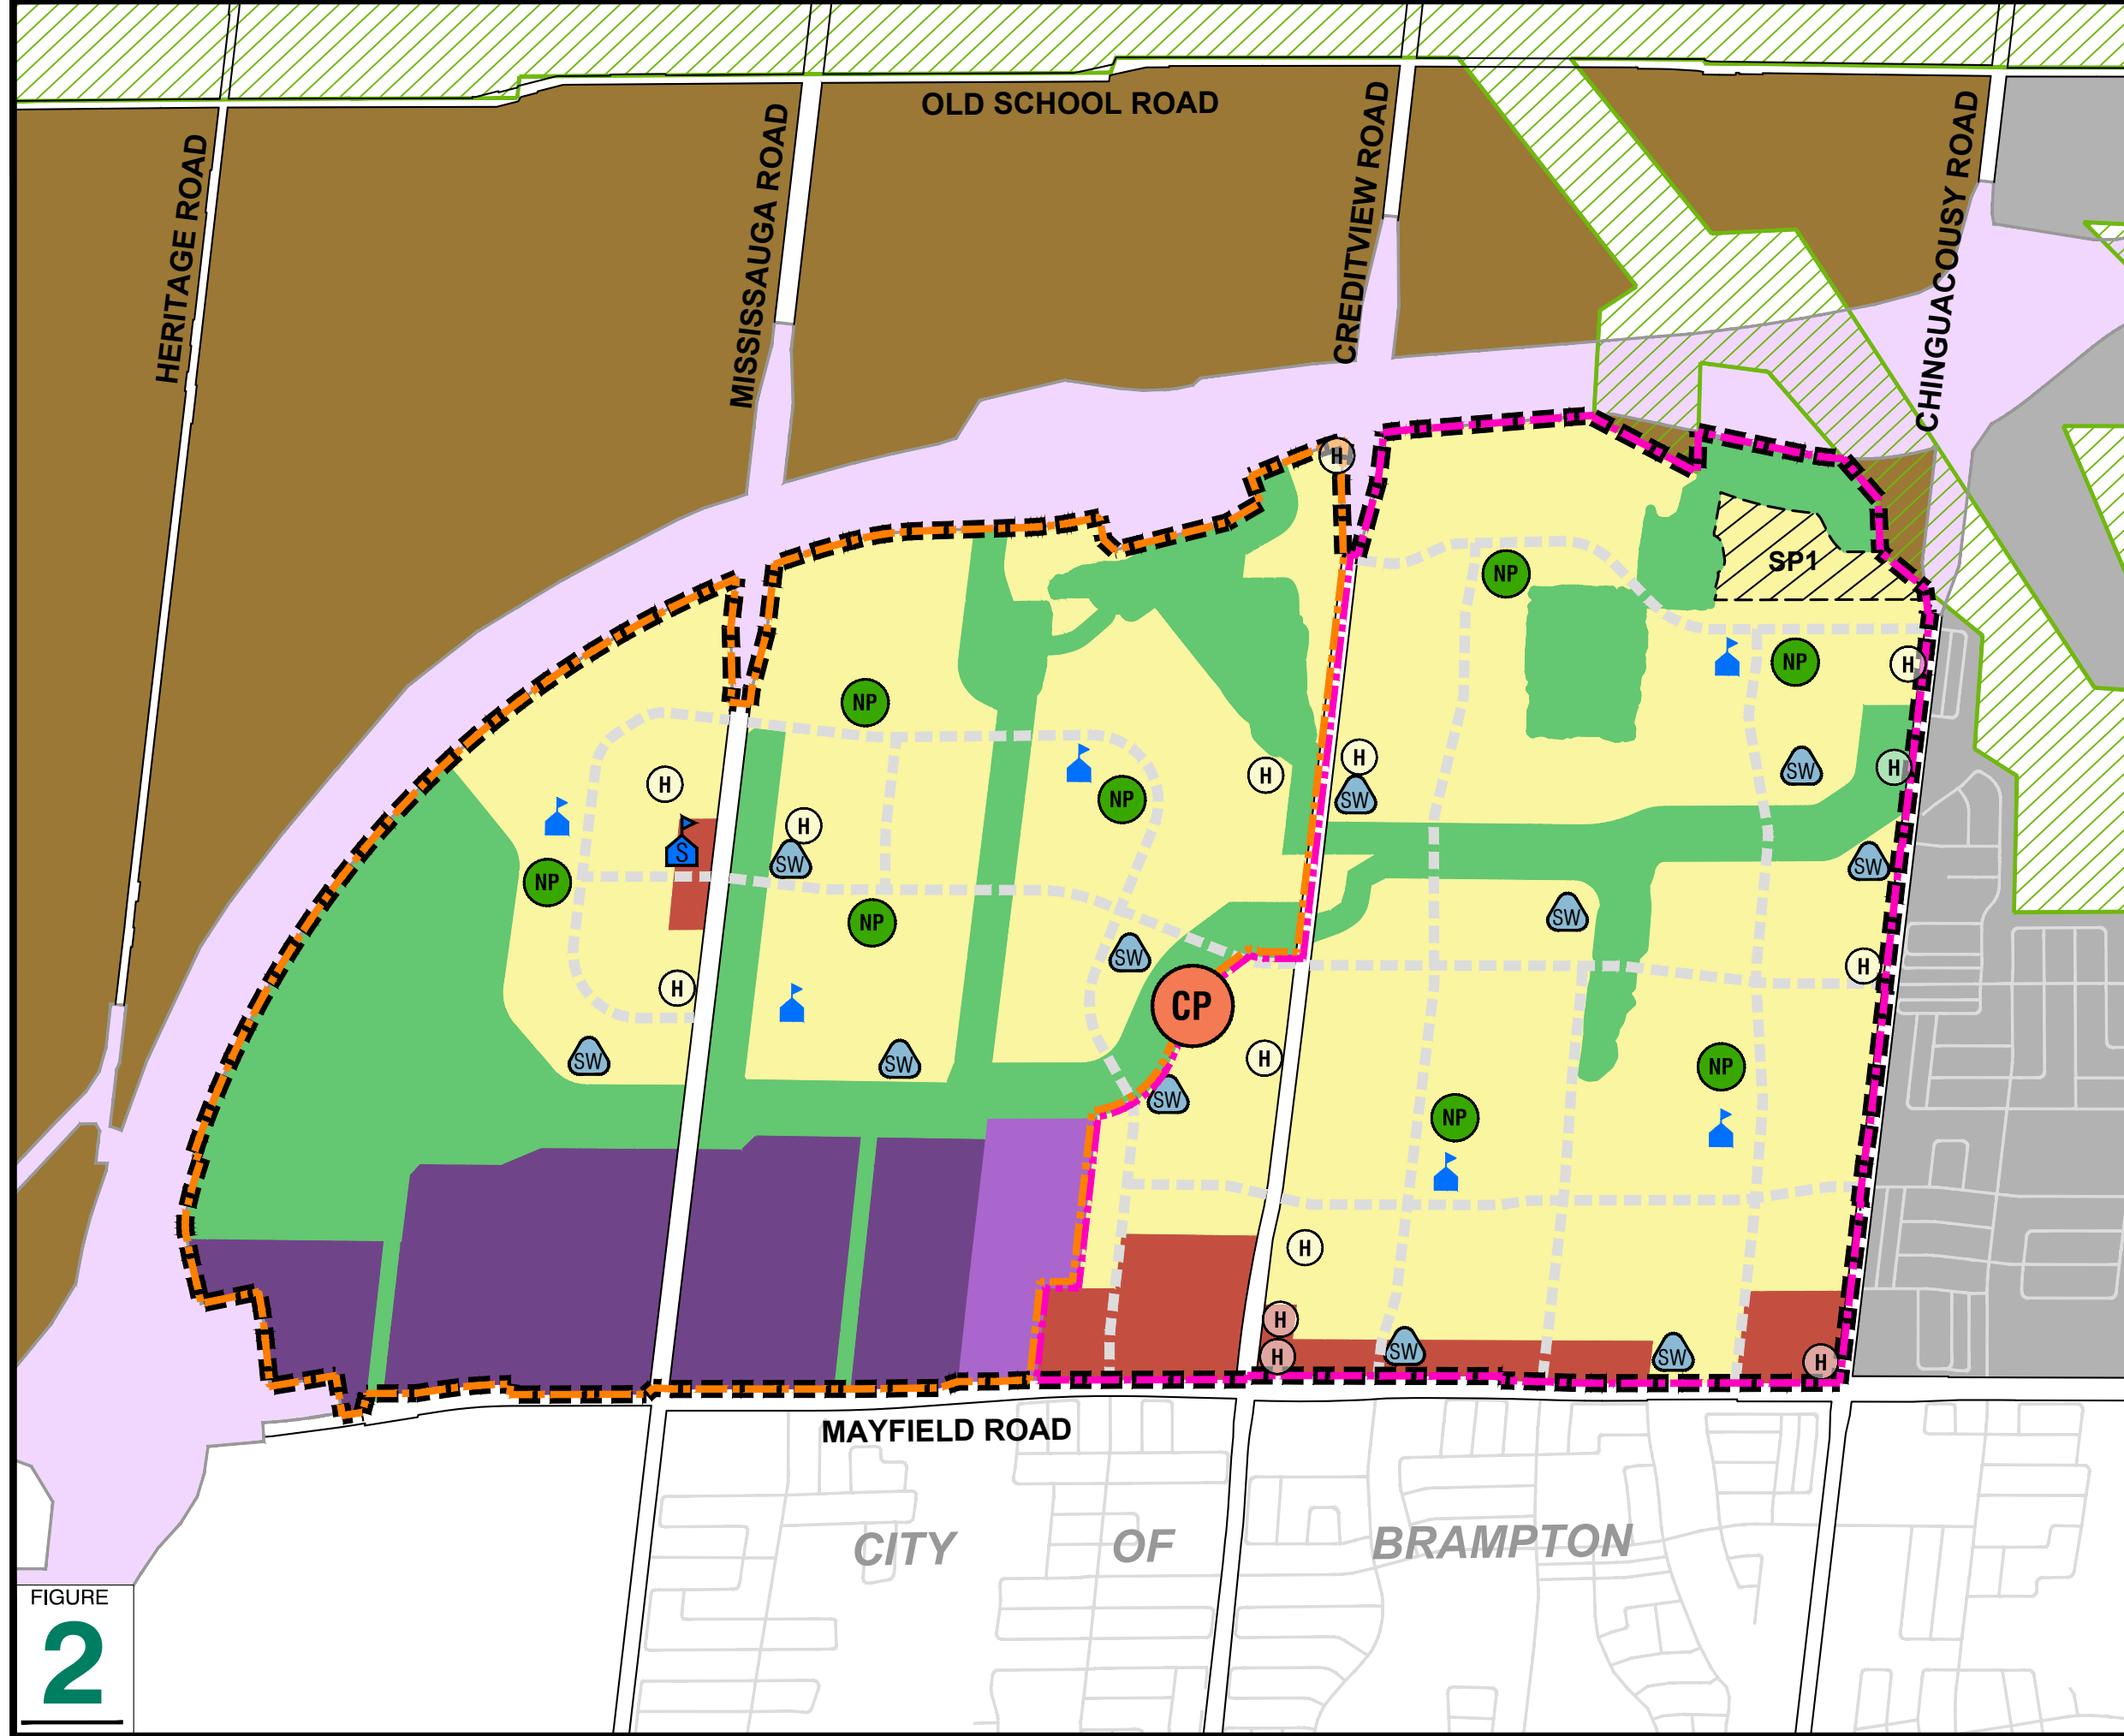 OLD SCHOOL ROAD
HERITAGE ROAD
MISSISSAUGA ROAD
CREDITVIEW ROAD
CHINGUACOUSY ROAD
H
SP1
NP
NP
H
NP
H
H
SW
H
H
NP
SW
H
SW
S
SW
NP
NP
SW
SW
H
H
CP
SW
SW
H
NP
SW
NP
H
H
SW
SW
H
H
MAYFIELD ROAD
CITY OF BRAMPTON
FIGURE
2